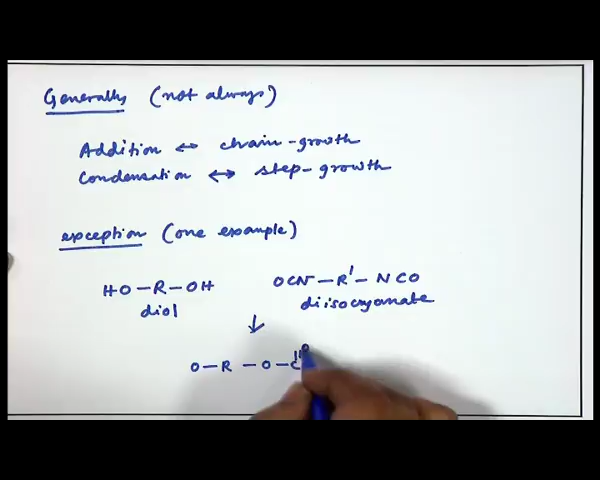 Generally (not always)
Addition ↔ chain-growth
Condensation ↔ step-growth
exception (one example)
HO-R-OH OCN-R'-NCO
diol diisocyanate
↓
O-R-O-C
O